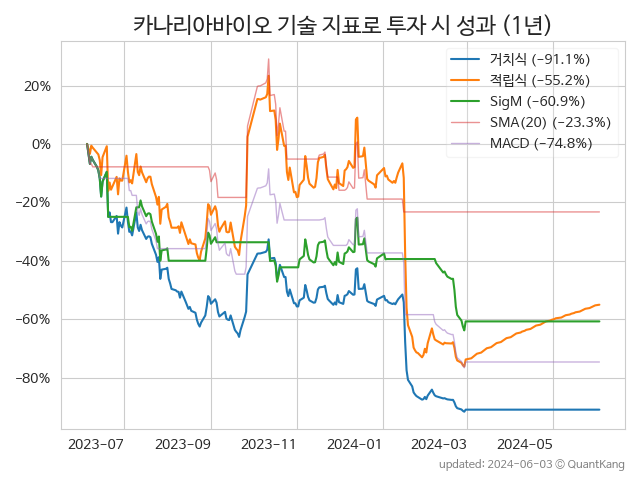 카나리아바이오 기술 지표로 투자 시 성과 (1년)
거치식 (−91.1%)
적립식 (−55.2%)
SigM (−60.9%)
SMA(20) (−23.3%)
MACD (−74.8%)
20%
0%
−20%
−40%
−60%
−80%
2023-07
2023-09
2023-11
2024-01
2024-03
2024-05
updated: 2024-06-03 ⓒ QuantKang